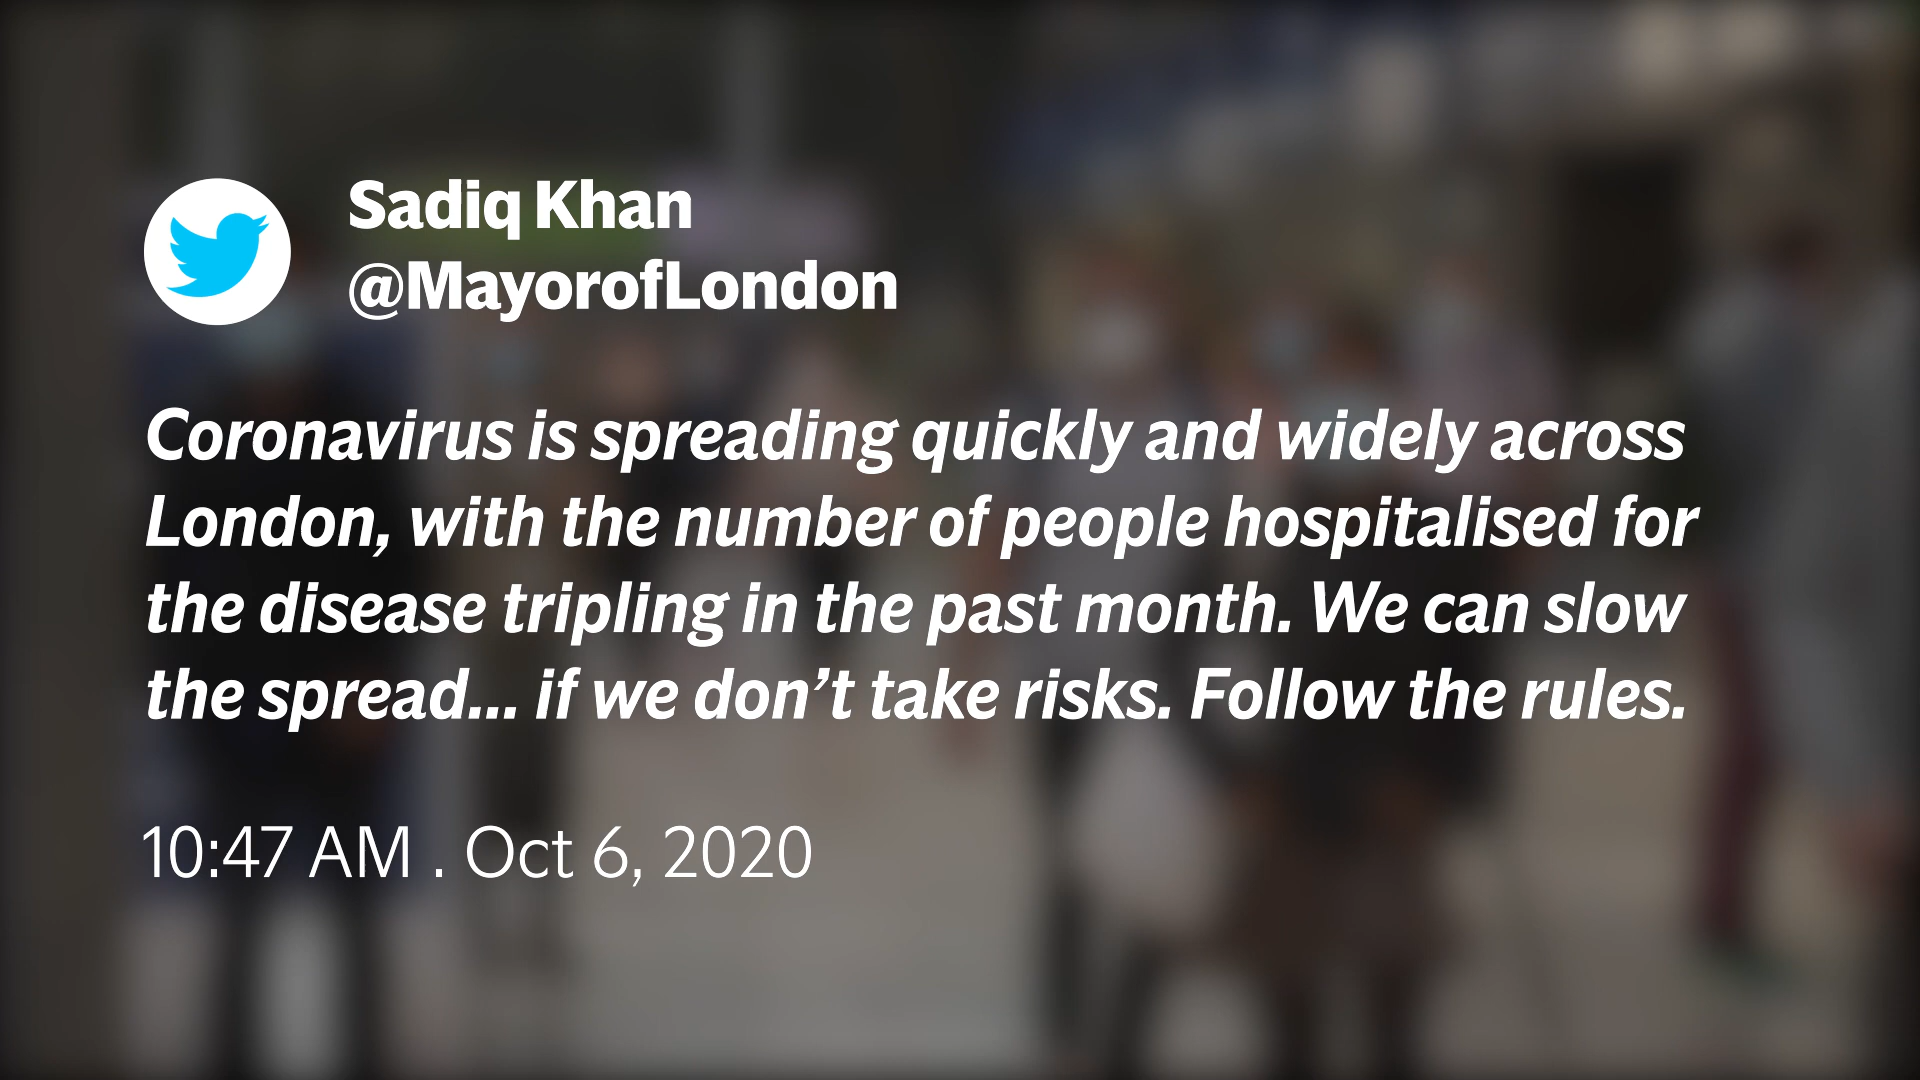 Sadiq Khan
@MayorofLondon
Coronavirus is spreading quickly and widely across
London, with the number of people hospitalised for
the disease tripling in the past month. We can slow
the spread... if we don’t take risks. Follow the rules.
10:47 AM . Oct 6, 2020